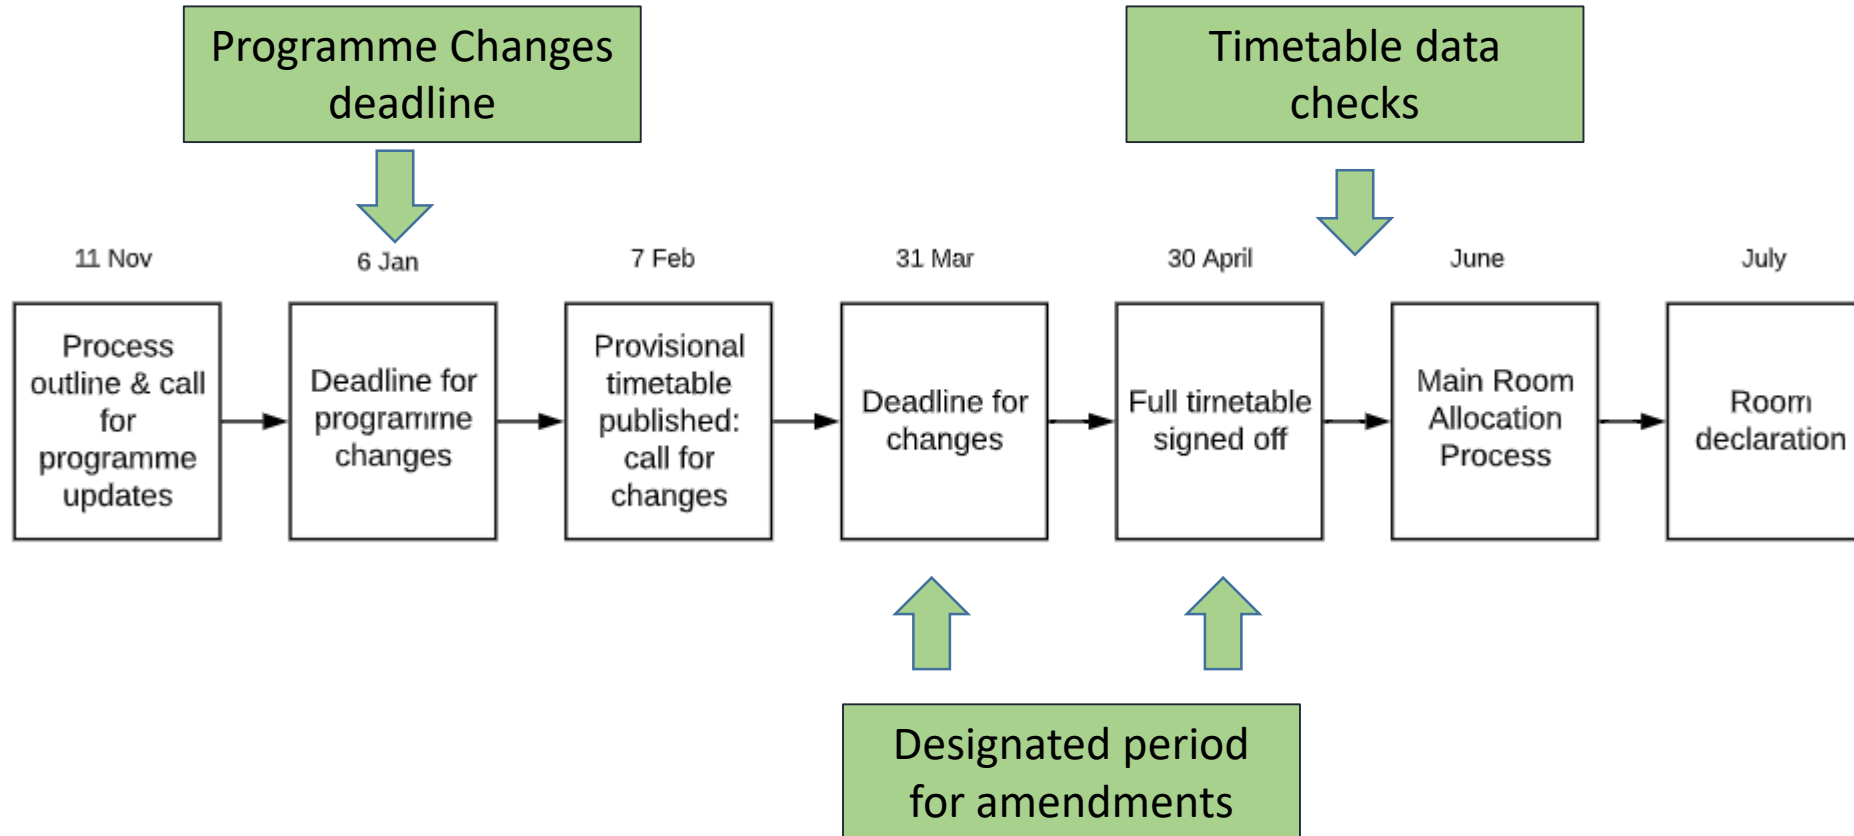 Programme Changes
deadline
Timetable data
checks
11 Nov
6 Jan
7 Feb
31 Mar
30 April
June
July
Process
outline & call
for
programme
updates
Deadline for
programme
changes
Provisional
timetable
published:
call for
changes
Deadline for
changes
Full timetable
signed off
Main Room
Allocation
Process
Room
declaration
Designated period
for amendments